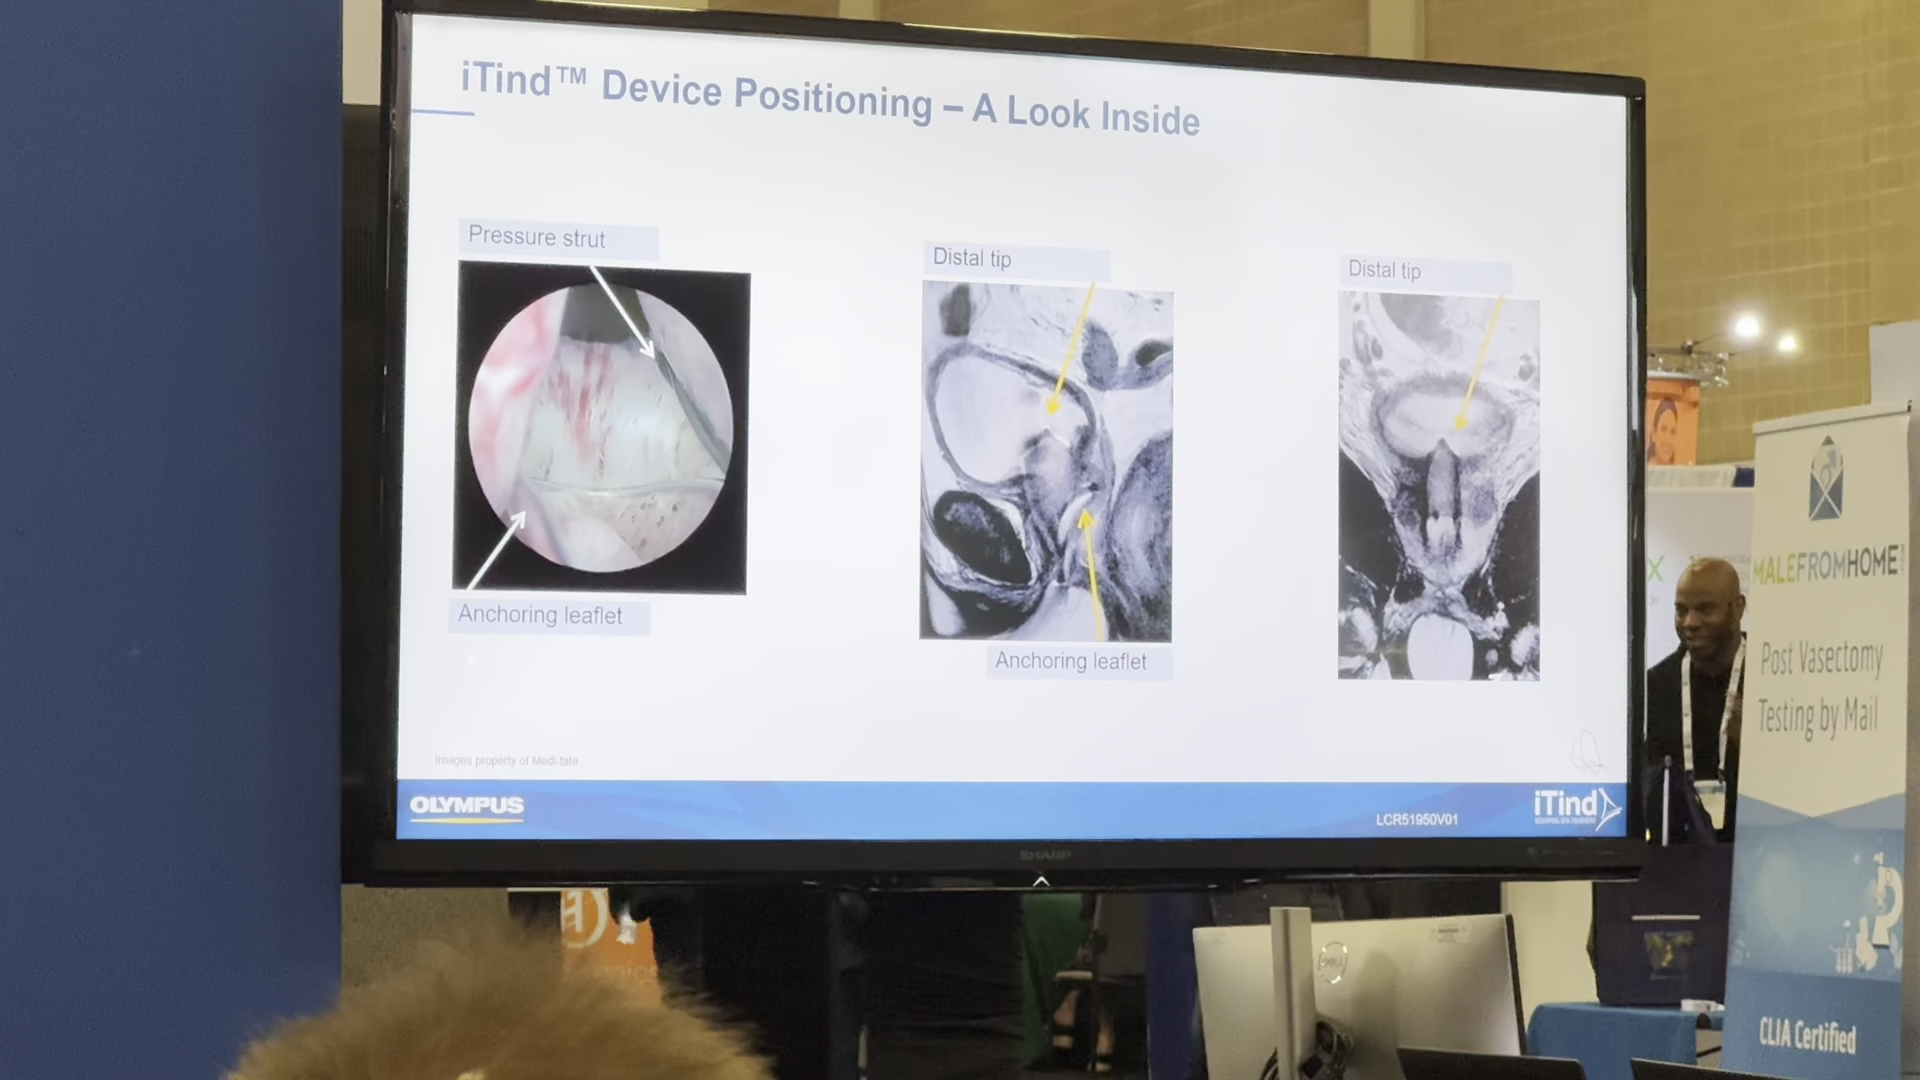 iTind™ Device Positioning – A Look Inside
Pressure strut
Distal tip
Distal tip
Anchoring leaflet
Anchoring leaflet
Images property of Medi-tate
OLYMPUS
LCR51950V01
iTind
SHARP
MALEFROMHOME
Post Vasectomy
Testing by Mail
CLIA Certified
DELL